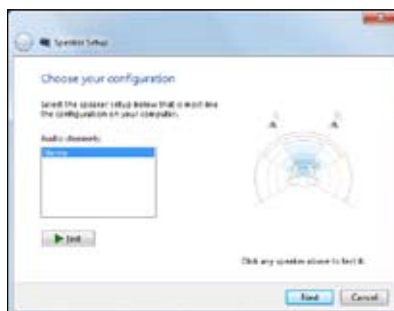 Speaker Setup
Choose your configuration
Select the speaker setup below that is most like
the configuration on your computer.
Audio channels:
Stereo
Test
Click any speaker above to test it.
Next
Cancel